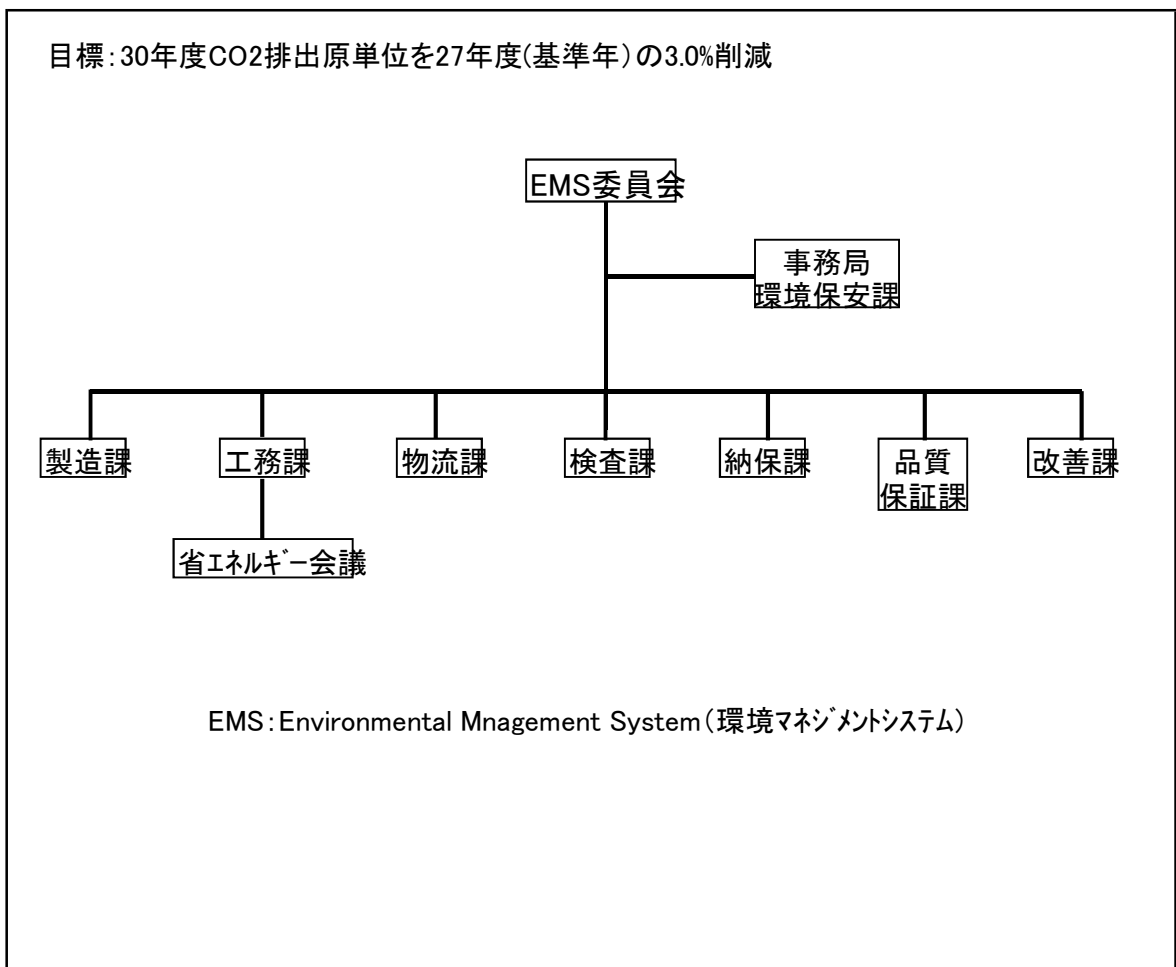 目標:30年度CO2排出原単位を27年度(基準年)の3.0%削減
EMS委員会
事務局
環境保安課
製造課
工務課
物流課
検査課
納保課
品質
保証課
改善課
省エネルギー会議
EMS:Environmental Mnagement System(環境マネジメントシステム)